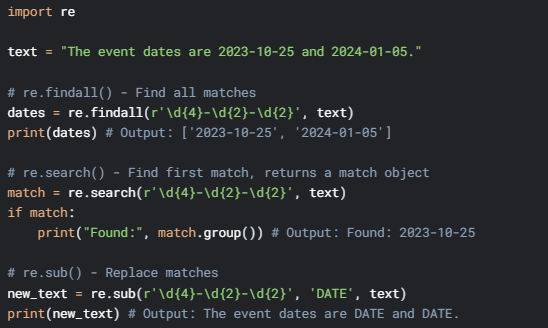 import re

text = "The event dates are 2023-10-25 and 2024-01-05."

# re.findall() - Find all matches
dates = re.findall(r'\d{4}-\d{2}-\d{2}', text)
print(dates) # Output: ['2023-10-25', '2024-01-05']

# re.search() - Find first match, returns a match object
match = re.search(r'\d{4}-\d{2}-\d{2}', text)
if match:
    print("Found:", match.group()) # Output: Found: 2023-10-25

# re.sub() - Replace matches
new_text = re.sub(r'\d{4}-\d{2}-\d{2}', 'DATE', text)
print(new_text) # Output: The event dates are DATE and DATE.